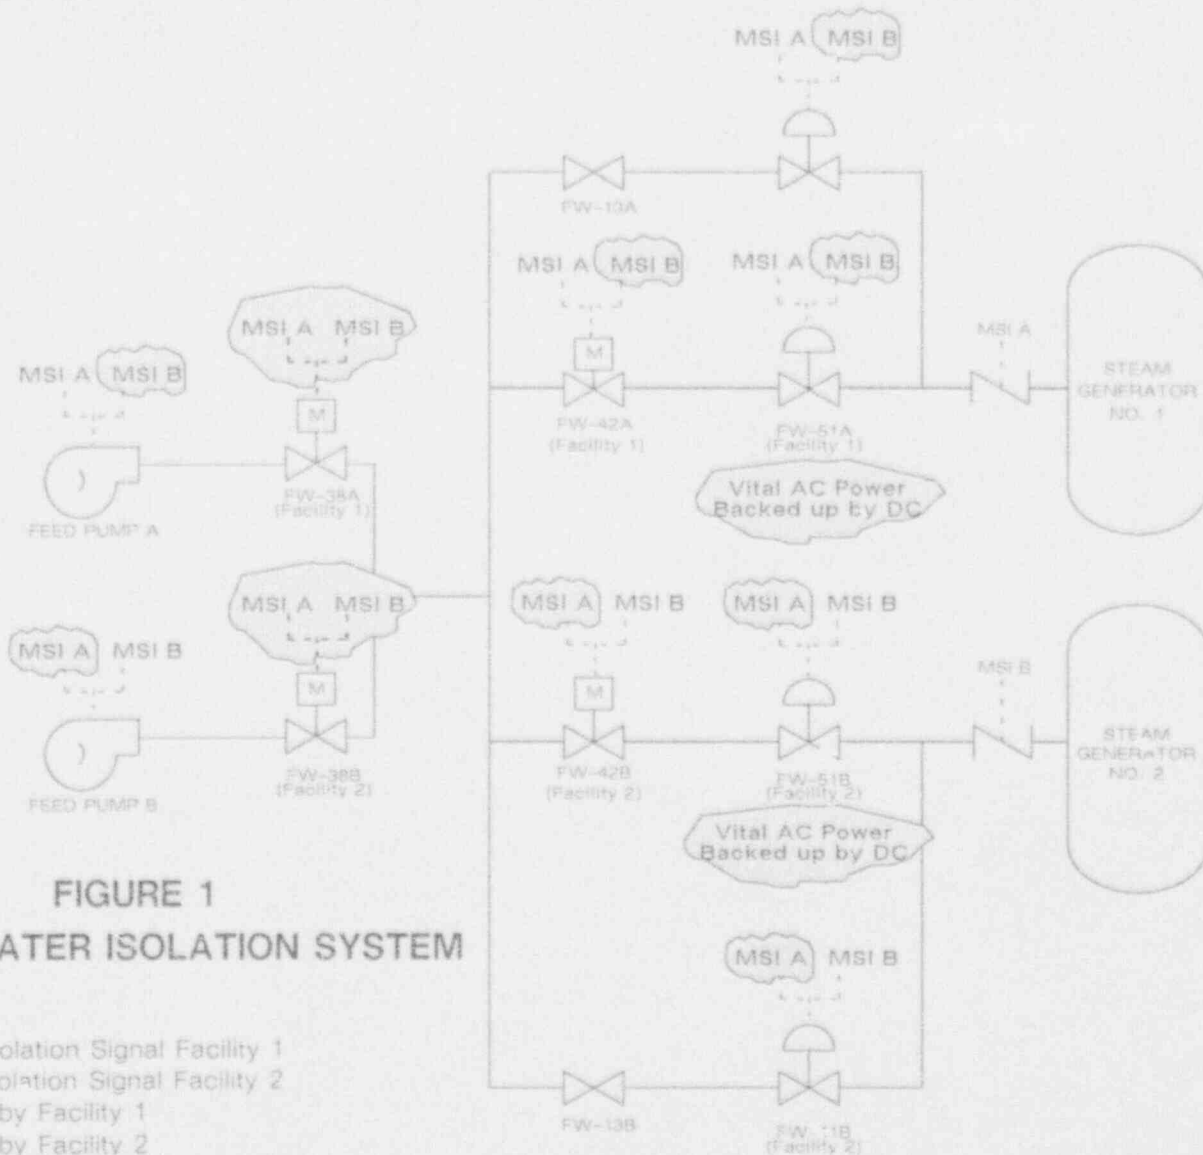 MSI A MSI B
FW-13A
MSI A MSI B
MSI A MSI B
MSI A MSI B
MSI A
MSI A MSI B
M
M
STEAM
GENERATOR
NO. 1
FW-42A
(Facility 1)
FW-51A
(Facility 1)
FW-38A
(Facility 1)
FEED PUMP A
Vital AC Power
Backed up by DC
MSI A MSI B
MSI A MSI B
MSI A MSI B
MSI A MSI B
MSI B
M
M
STEAM
GENERATOR
NO. 2
FW-42B
(Facility 2)
FW-51B
(Facility 2)
FW-38B
(Facility 2)
FEED PUMP B
Vital AC Power
Backed up by DC
FIGURE 1
ATER ISOLATION SYSTEM
MSI A MSI B
olation Signal Facility 1
olation Signal Facility 2
by Facility 1
by Facility 2
FW-13B
(Facility 2)